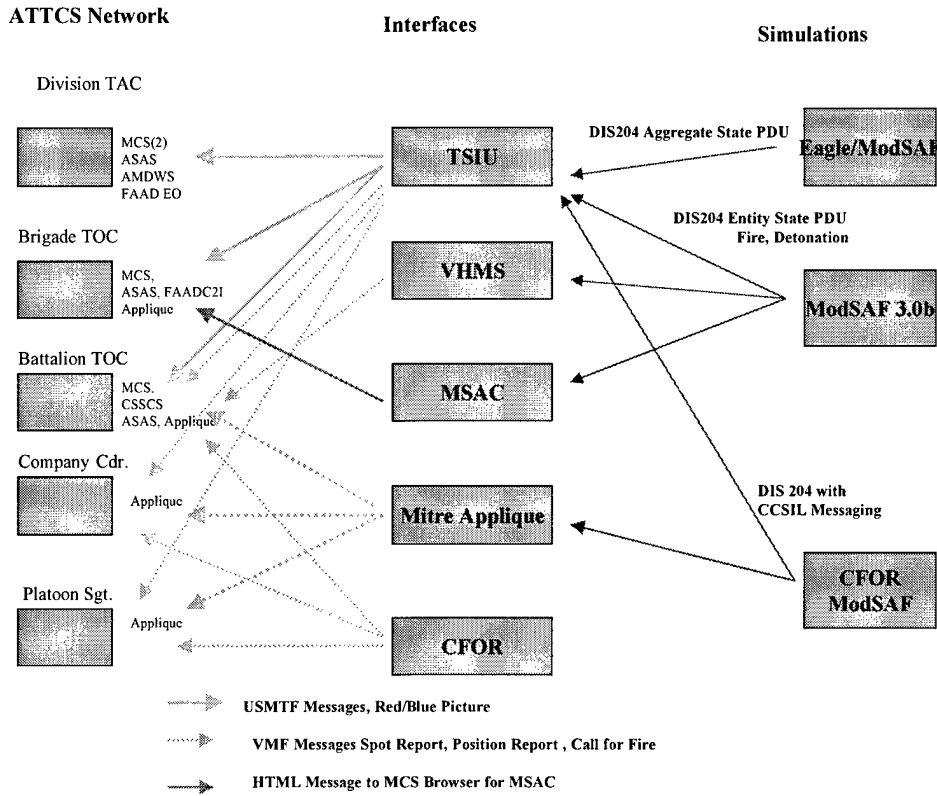 ATTCS Network
Interfaces
Simulations
Division TAC
MCS(2)
ASAS
AMDWS
FAAD EO
TSIU
DIS204 Aggregate State PDU
Eagle/ModSAF
Brigade TOC
MCS,
ASAS, FAADC2I
Applique
VHMS
DIS204 Entity State PDU
Fire, Detonation
ModSAF 3.0b
Battalion TOC
MCS.
CSSCS
ASAS, Applique
MSAC
Company Cdr.
Applique
Mitre Applique
DIS 204 with
CCSIL Messaging
CFOR
ModSAF
Platoon Sgt.
Applique
CFOR
USMTF Messages, Red/Blue Picture
VMF Messages Spot Report, Position Report , Call for Fire
HTML Message to MCS Browser for MSAC